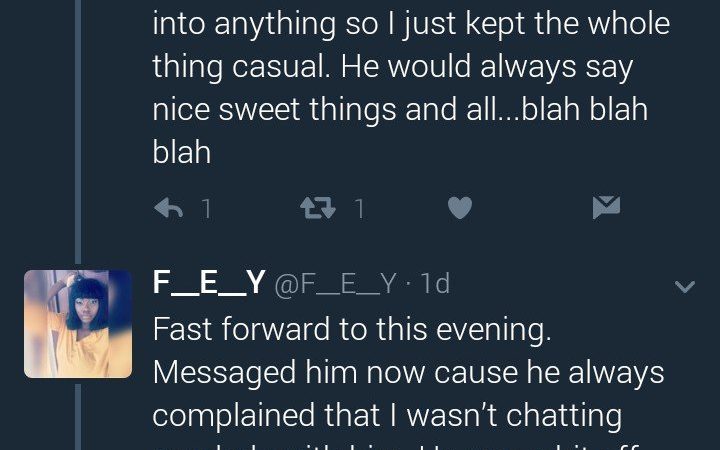 into anything so I just kept the whole
thing casual. He would always say
nice sweet things and all...blah blah
blah
1 1
F__E__Y @F__E__Y · 1d
Fast forward to this evening.
Messaged him now cause he always
complained that I wasn't chatting